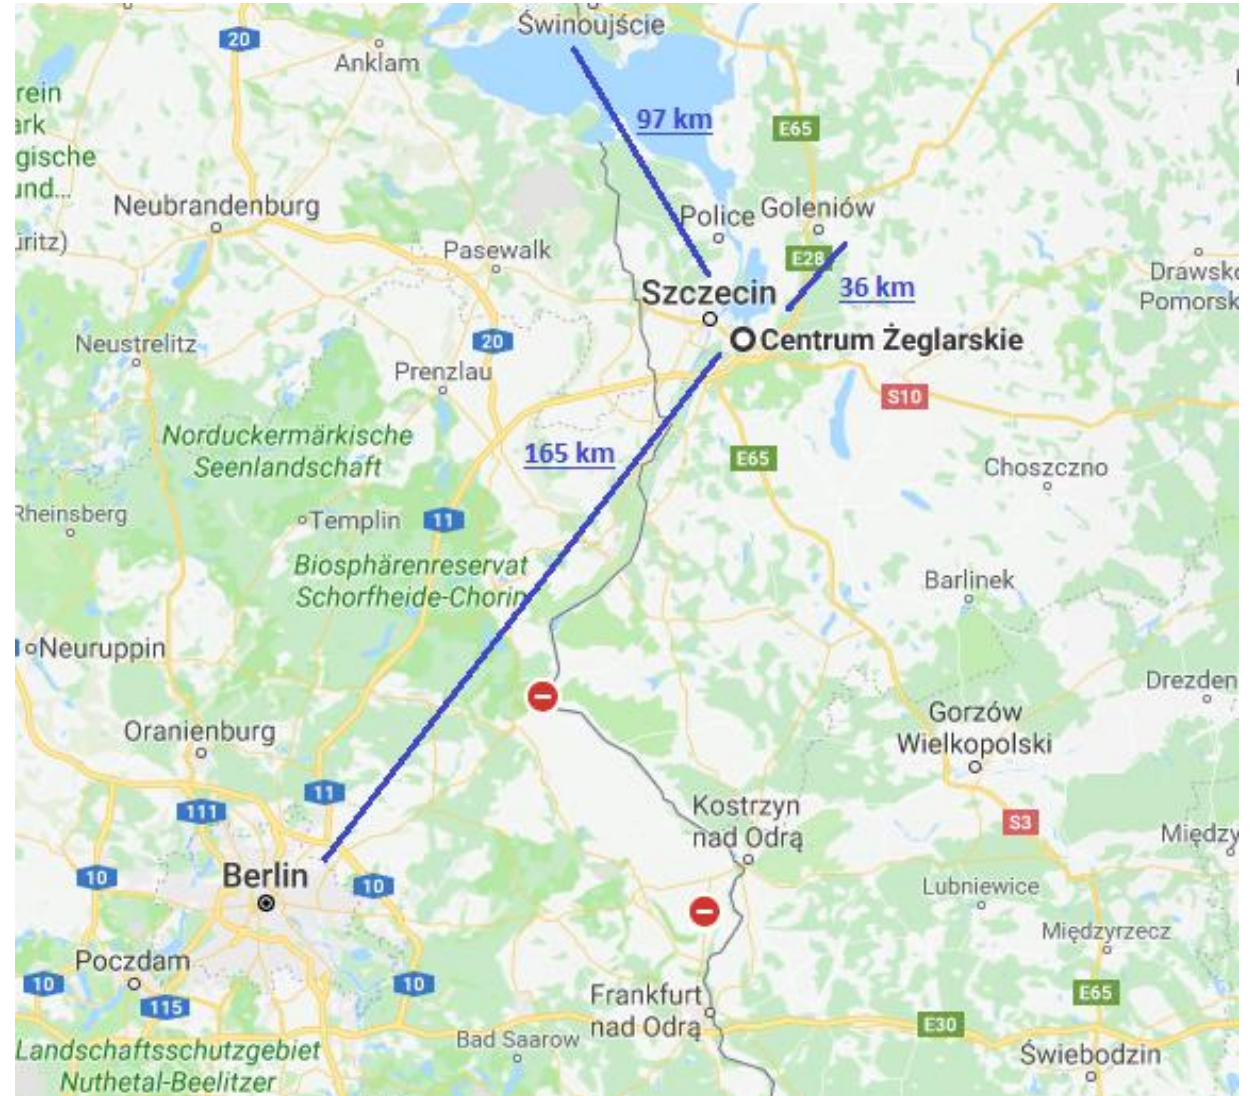 Świnoujście
20
Anklam
rein
ark
gische
und...
uritz)
97 km
E65
Neubrandenburg
Police
Goleniów
Pasewalk
E28
36 km
Drawsko
Pomorsk
Szczecin
Centrum Żeglarskie
20
Neustrelitz
Prenzlau
S10
Norduckermärkische
Seenlandschaft
165 km
E65
Choszczno
Rheinsberg
Templin
11
Biosphärenreservat
Schorfheide-Chorin
Barlinek
Neuruppin
Drezden
Oranienburg
Gorzów
Wielkopolski
11
111
Kostrzyn
nad Odrą
S3
Między
Berlin
10
10
Lubniewice
Międzyrzecz
Poczdam
10
115
10
Frankfurt
nad Odrą
E65
E30
Bad Saarow
Świebodzin
Landschaftsschutzgebiet
Nuthetal-Beelitzer